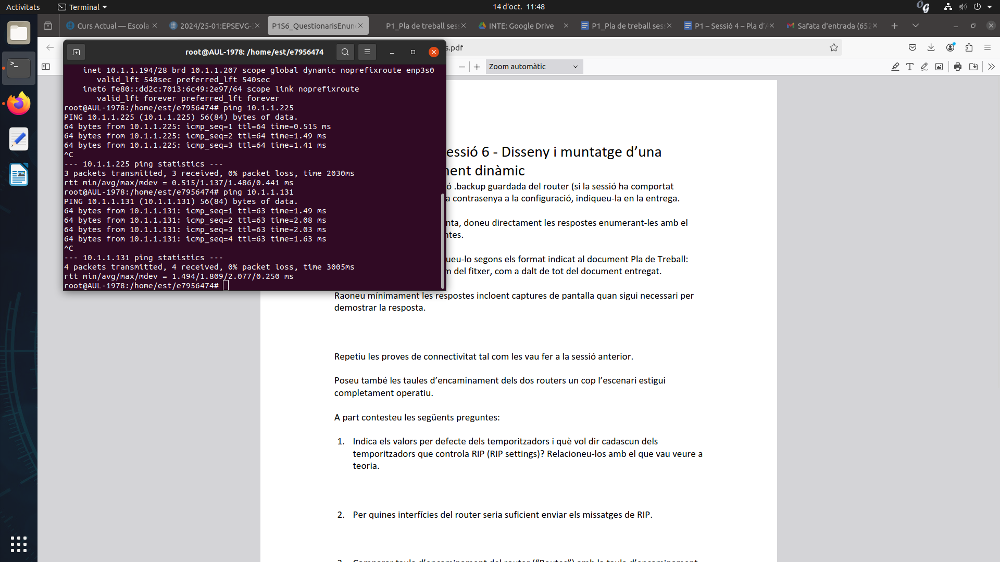 Activitats
Terminal
14 d’oct. 11:48
Curs Actual — Escola
2024/25-01:EPSEVG-
P1S6_QuestionarisEnun
P1_Pla de treball ses
INTE: Google Drive
P1_Pla de treball ses
P1 – Sessió 4 – Pla d'A
Safata d'entrada (652
s.pdf
Zoom automàtic
root@AUL-1978: /home/est/e7956474
inet 10.1.1.194/28 brd 10.1.1.207 scope global dynamic noprefixroute enp3s0
valid_lft 540sec preferred_lft 540sec
inet6 fe80::dd2c:7013:6c49:2e97/64 scope link noprefixroute
valid_lft forever preferred_lft forever
root@AUL-1978:/home/est/e7956474# ping 10.1.1.225
PING 10.1.1.225 (10.1.1.225) 56(84) bytes of data.
64 bytes from 10.1.1.225: icmp_seq=1 ttl=64 time=0.515 ms
64 bytes from 10.1.1.225: icmp_seq=2 ttl=64 time=1.49 ms
64 bytes from 10.1.1.225: icmp_seq=3 ttl=64 time=1.41 ms
^C
--- 10.1.1.225 ping statistics ---
3 packets transmitted, 3 received, 0% packet loss, time 2030ms
rtt min/avg/max/mdev = 0.515/1.137/1.486/0.441 ms
root@AUL-1978:/home/est/e7956474# ping 10.1.1.131
PING 10.1.1.131 (10.1.1.131) 56(84) bytes of data.
64 bytes from 10.1.1.131: icmp_seq=1 ttl=63 time=1.49 ms
64 bytes from 10.1.1.131: icmp_seq=2 ttl=63 time=2.08 ms
64 bytes from 10.1.1.131: icmp_seq=3 ttl=63 time=2.03 ms
64 bytes from 10.1.1.131: icmp_seq=4 ttl=63 time=1.63 ms
^C
--- 10.1.1.131 ping statistics ---
4 packets transmitted, 4 received, 0% packet loss, time 3005ms
rtt min/avg/max/mdev = 1.494/1.809/2.077/0.250 ms
root@AUL-1978:/home/est/e7956474#
essió 6 - Disseny i muntatge d’una
nent dinàmic
ó .backup guardada del router (si la sessió ha comportat
a contrasenya a la configuració, indiqueu-la en la entrega.
nta, doneu directament les respostes enumerant-les amb el
ntes.
ueu-lo segons els format indicat al document Pla de Treball:
m del fitxer, com a dalt de tot del document entregat.
Raoneu mínimament les respostes incloent captures de pantalla quan sigui necessari per
demostrar la resposta.
Repetiu les proves de connectivitat tal com les vau fer a la sessió anterior.
Poseu també les taules d’encaminament dels dos routers un cop l’escenari estigui
completament operatiu.
A part contesteu les següents preguntes:
1. Indica els valors per defecte dels temporitzadors i què vol dir cadascun dels
temporitzadors que controla RIP (RIP settings)? Relacioneu-los amb el que vau veure a
teoria.
2. Per quines interfícies del router seria suficient enviar els missatges de RIP.
3. Comparar taula d’encaminament del router (“Routes”) amb la taula d’encaminament